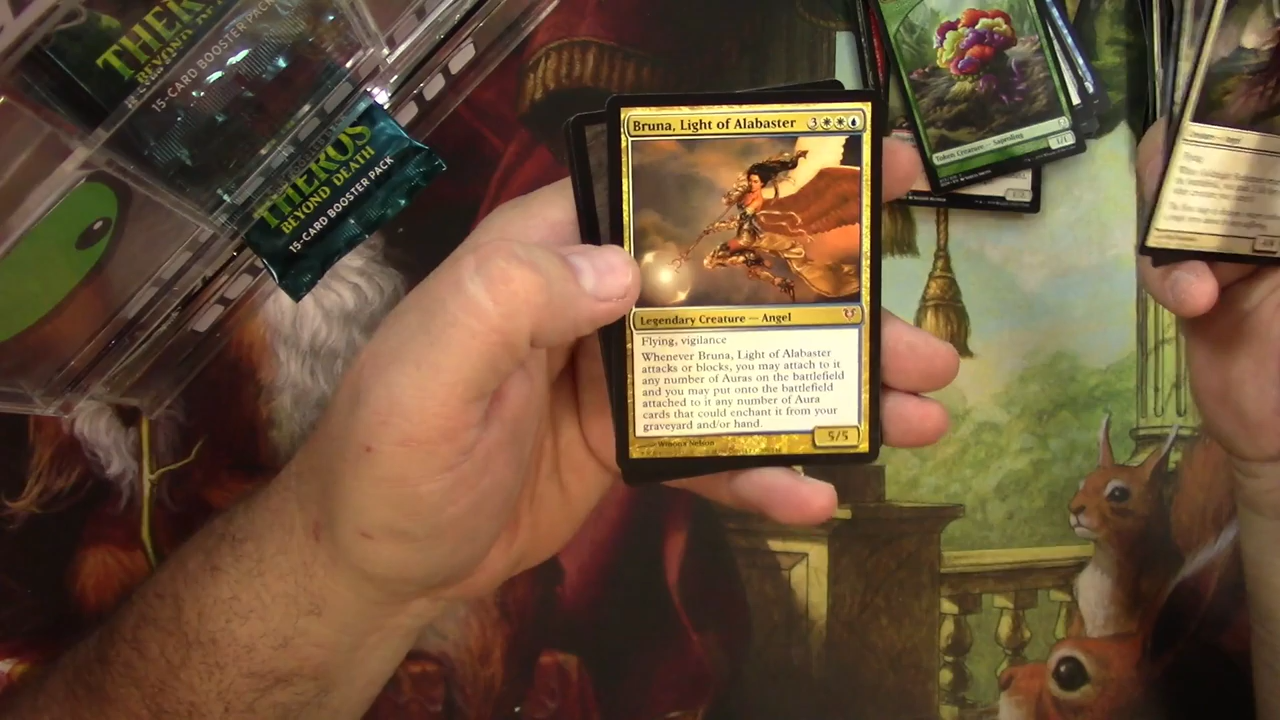 THEROS
BEYOND DEATH
15-CARD BOOSTER PACK
THEROS
BEYOND DEATH
15-CARD BOOSTER PACK
Bruna, Light of Alabaster 3
Legendary Creature — Angel
Flying, vigilance
Whenever Bruna, Light of Alabaster
attacks or blocks, you may attach to it
any number of Auras on the battlefield
and you may put onto the battlefield
attached to it any number of Aura
cards that could enchant it from your
graveyard and/or hand.
5/5
Winona Nelson
Token Creature — Saproling
1/1
Flying